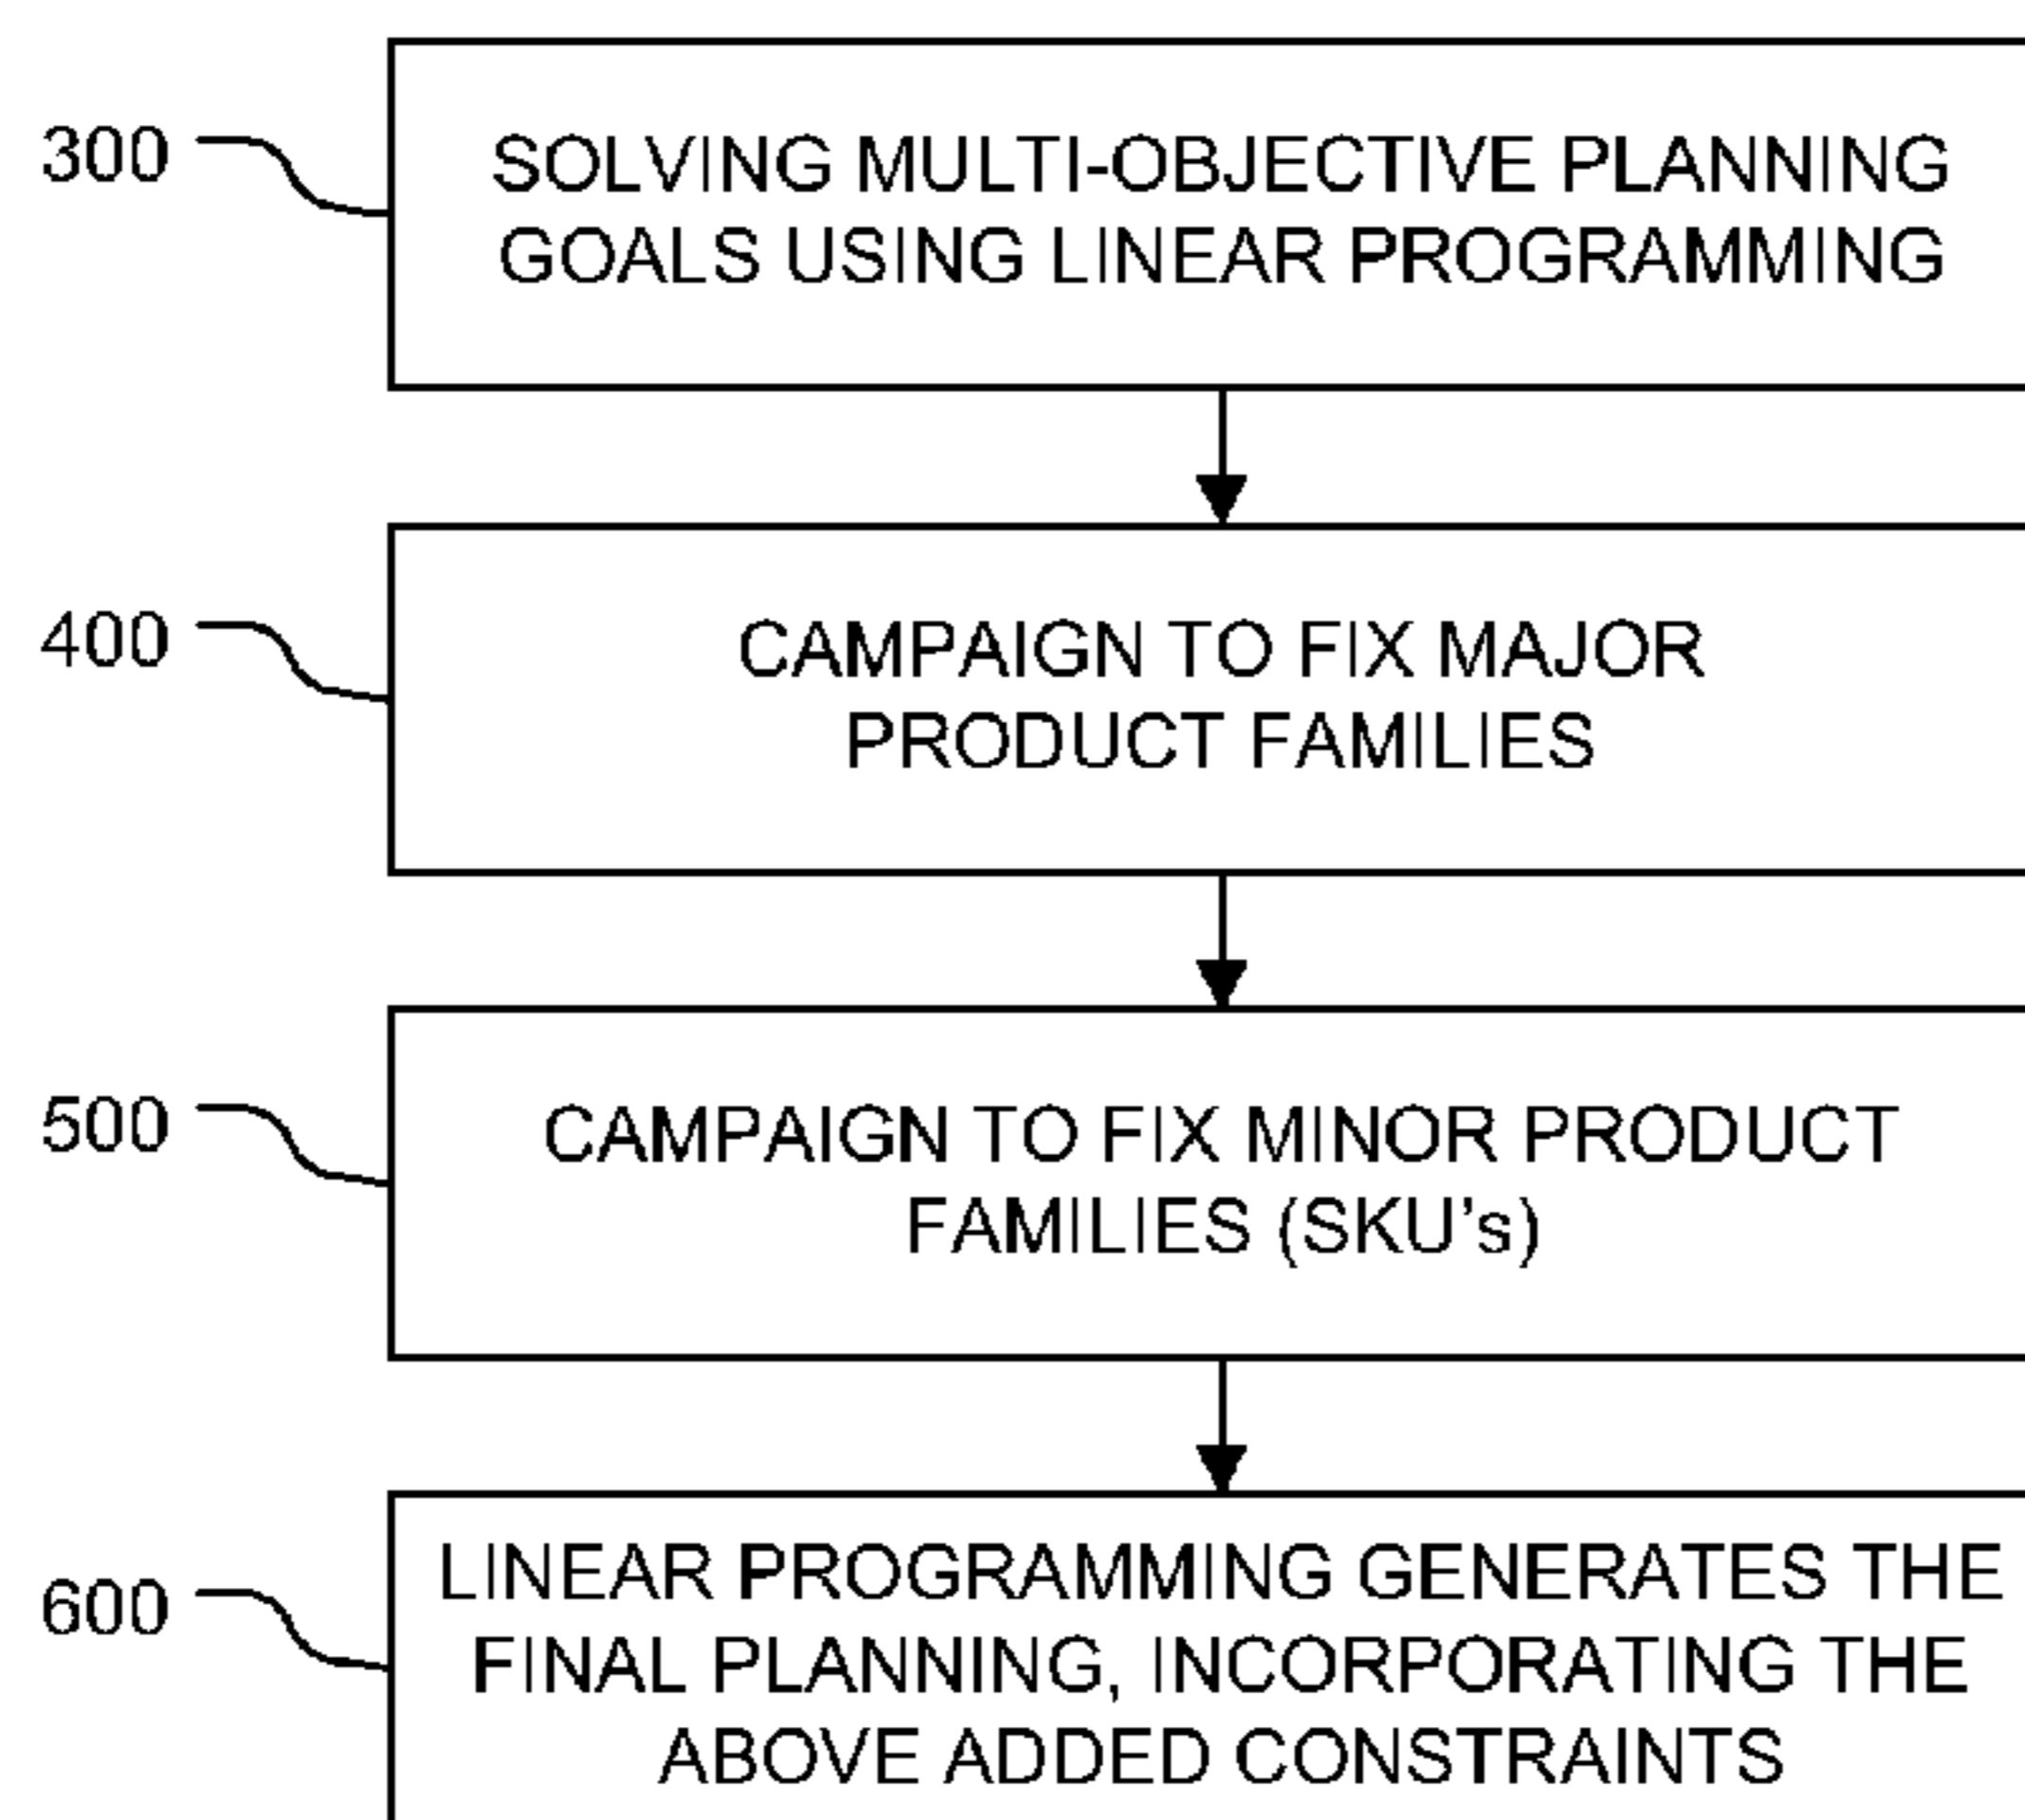 300
SOLVING MULTI-OBJECTIVE PLANNING
GOALS USING LINEAR PROGRAMMING
400
CAMPAIGN TO FIX MAJOR
PRODUCT FAMILIES
500
CAMPAIGN TO FIX MINOR PRODUCT
FAMILIES (SKU's)
600
LINEAR PROGRAMMING GENERATES THE
FINAL PLANNING, INCORPORATING THE
ABOVE ADDED CONSTRAINTS